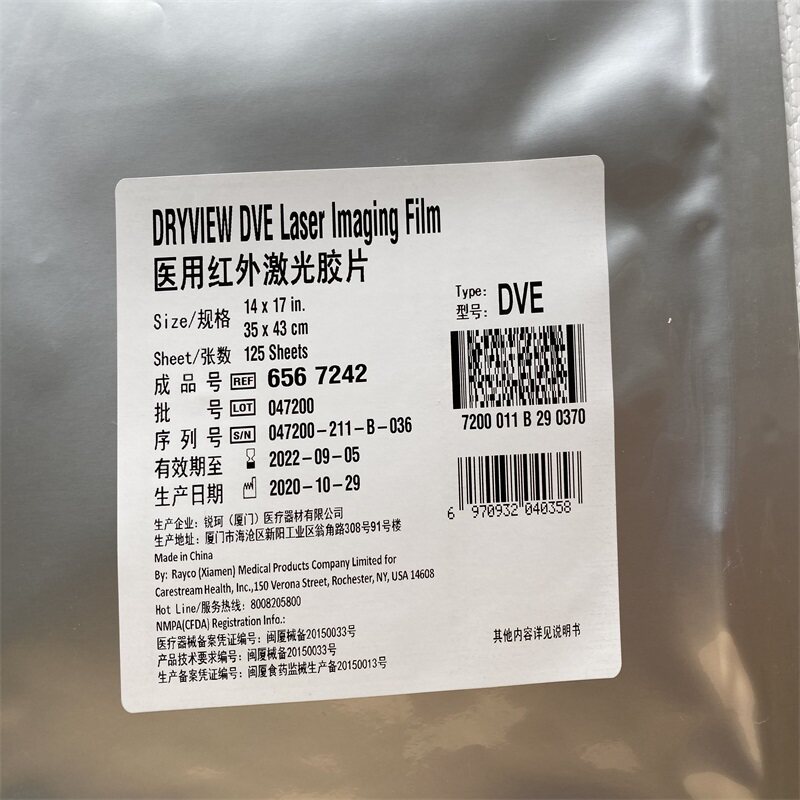 DRYVIEW DVE Laser Imaging Film
医用红外激光胶片
Size/规格 14 x 17 in.
35 x 43 cm
Sheet/张数 125 Sheets
成品号 REF 656 7242
批号 LOT 047200
序列号 S/N 047200-211-B-036
有效期至 2022-09-05
生产日期 2020-10-29
Type:
型号: DVE
7200 011 B 29 0370
6 970932 040358
生产企业: 锐珂(厦门)医疗器材有限公司
生产地址: 厦门市海沧区新阳工业区翁角路308号91号楼
Made in China
By: Rayco (Xiamen) Medical Products Company Limited for
Carestream Health, Inc.,150 Verona Street, Rochester, NY, USA 14608
Hot Line/服务热线: 8008205800
NMPA(CFDA) Registration Info.:
医疗器械备案凭证编号: 闽厦械备20150033号
产品技术要求编号: 闽厦械备20150033号
生产备案凭证编号: 闽厦食药监械生产备20150013号
其他内容详见说明书